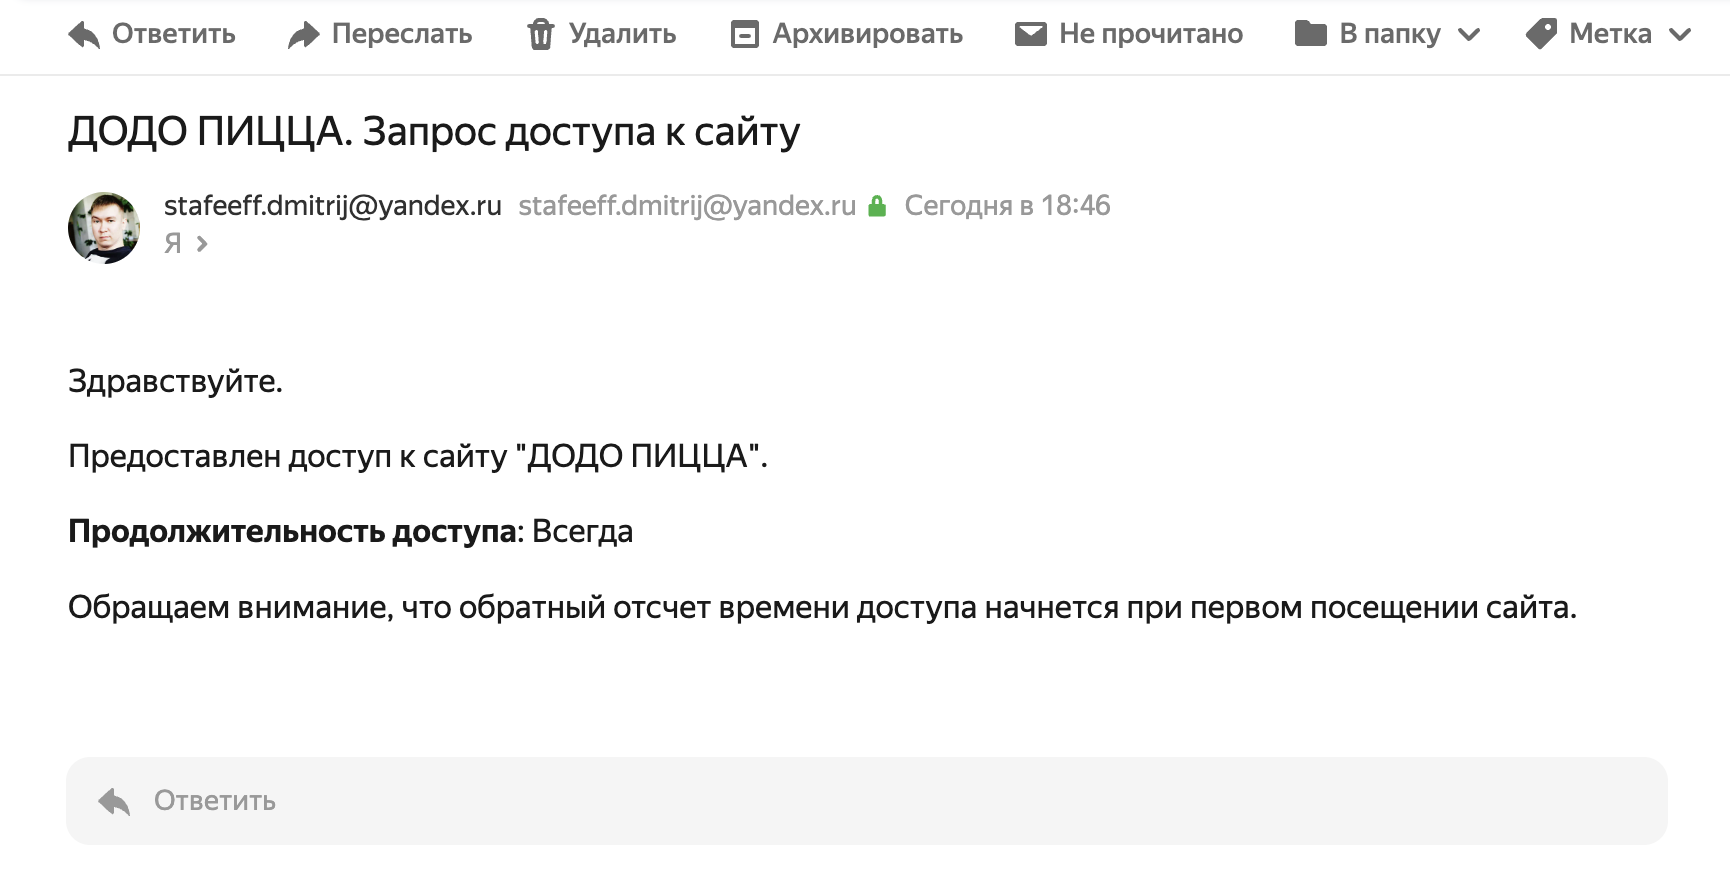 Ответить Переслать Удалить Архивировать Не прочитано В папку Метка
ДОДО ПИЦЦА. Запрос доступа к сайту
stafeeff.dmitrij@yandex.ru stafeeff.dmitrij@yandex.ru Сегодня в 18:46
Я
Здравствуйте.
Предоставлен доступ к сайту "ДОДО ПИЦЦА".
Продолжительность доступа: Всегда
Обращаем внимание, что обратный отсчет времени доступа начнется при первом посещении сайта.
Ответить